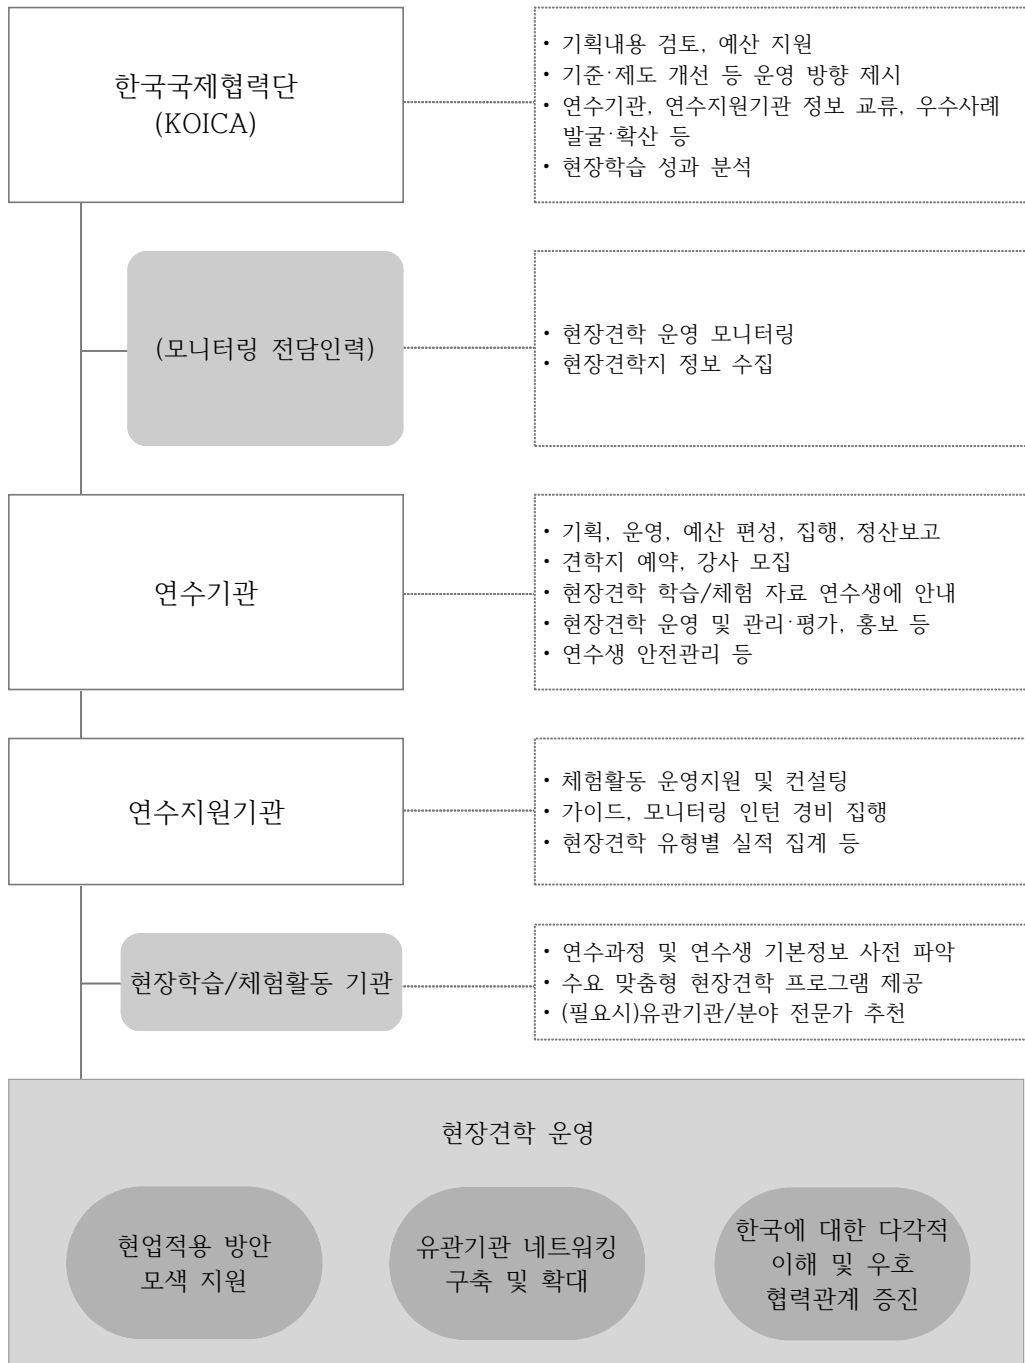 한국국제협력단
(KOICA)
• 기획내용 검토, 예산 지원
• 기준·제도 개선 등 운영 방향 제시
• 연수기관, 연수지원기관 정보 교류, 우수사례
발굴·확산 등
• 현장학습 성과 분석
(모니터링 전담인력)
• 현장견학 운영 모니터링
• 현장견학지 정보 수집
연수기관
• 기획, 운영, 예산 편성, 집행, 정산보고
• 견학지 예약, 강사 모집
• 현장견학 학습/체험 자료 연수생에 안내
• 현장견학 운영 및 관리·평가, 홍보 등
• 연수생 안전관리 등
연수지원기관
• 체험활동 운영지원 및 컨설팅
• 가이드, 모니터링 인턴 경비 집행
• 현장견학 유형별 실적 집계 등
현장학습/체험활동 기관
• 연수과정 및 연수생 기본정보 사전 파악
• 수요 맞춤형 현장견학 프로그램 제공
• (필요시)유관기관/분야 전문가 추천
현장견학 운영
현업적용 방안
모색 지원
유관기관 네트워킹
구축 및 확대
한국에 대한 다각적
이해 및 우호
협력관계 증진